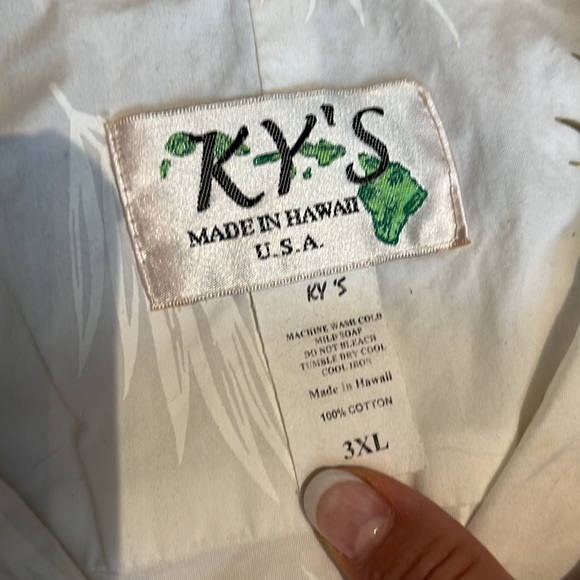 KY'S
MADE IN HAWAII
U.S.A.
KY'S
MACHINE WASH COLD
MILD SOAP
DO NOT BLEACH
TUMBLE DRY COOL
COOL IRON
Made in Hawaii
100% COTTON
3XL